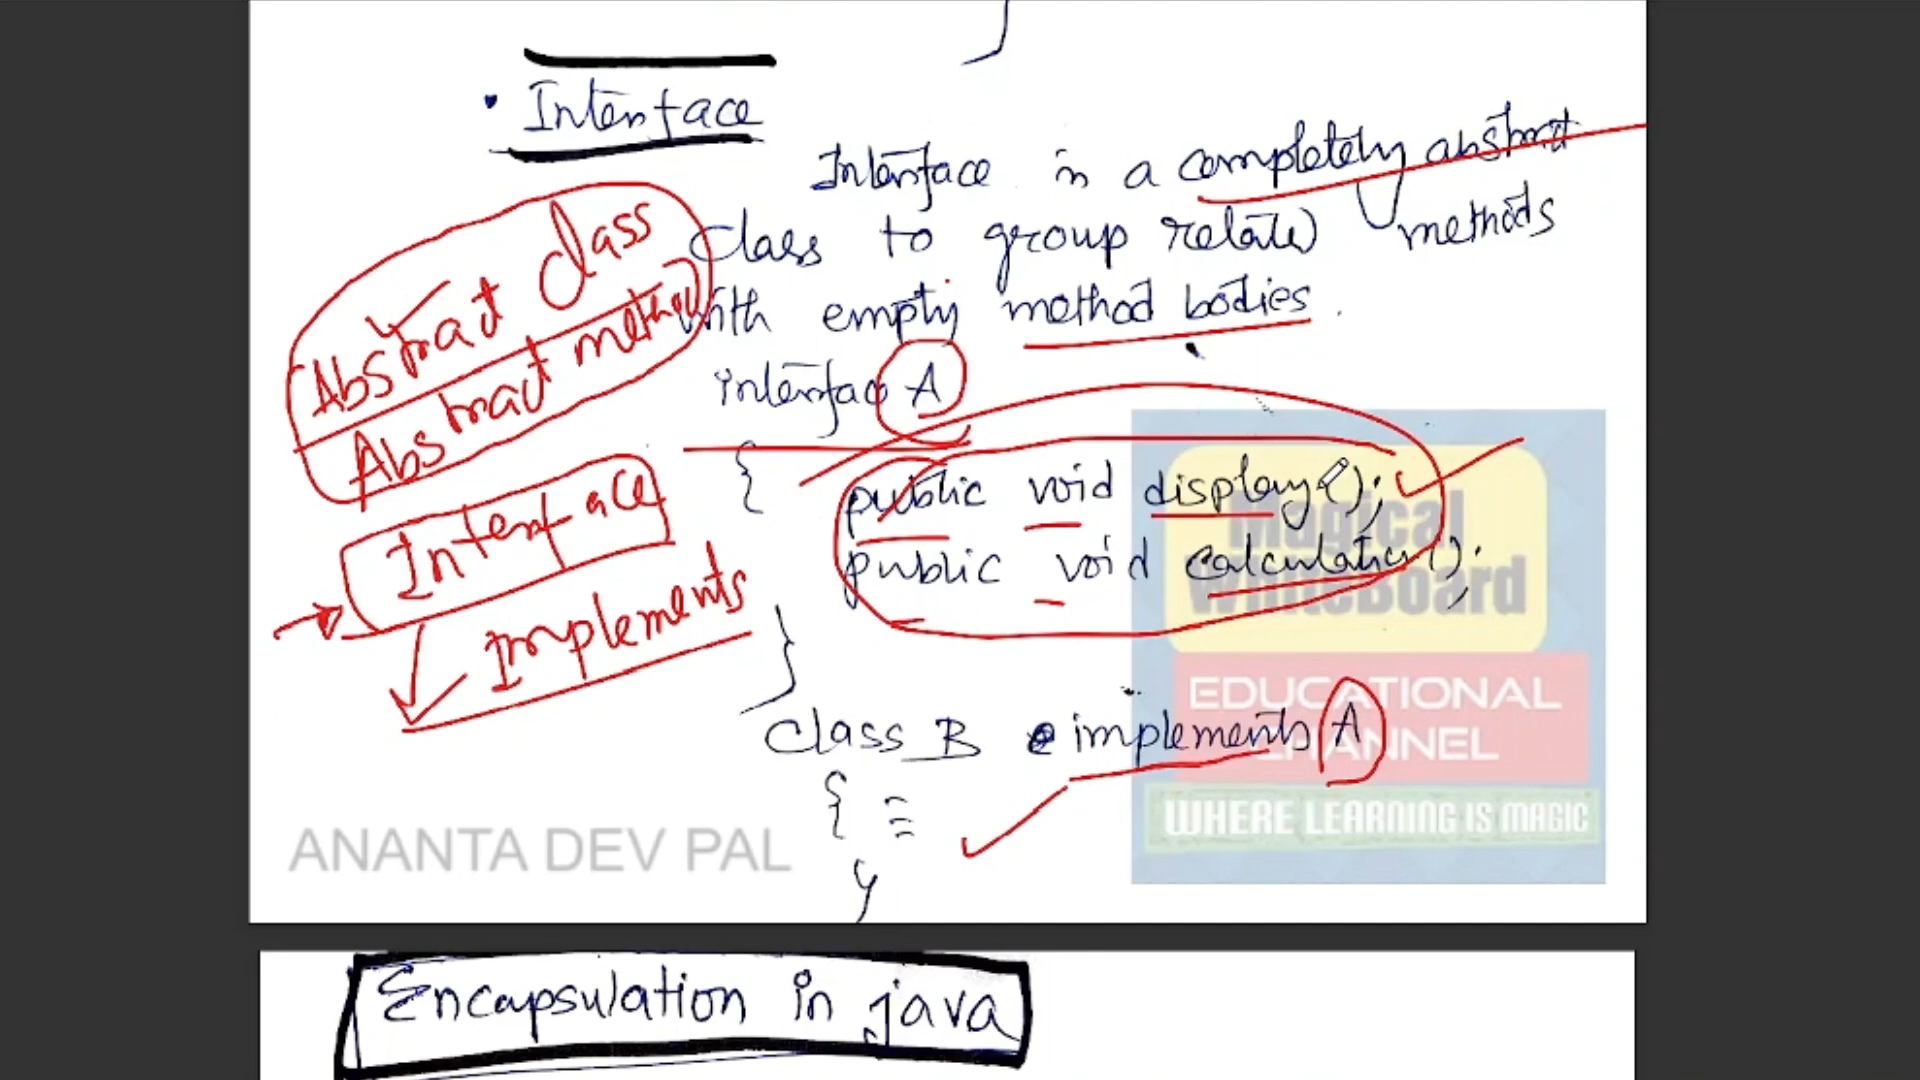 • Interface
Interface is a completely abstract
class to group related methods
with empty method bodies.
Abstract class
Abstract method
interface A
{
public void display();
public void calculation();
}
Interface
Implements
class B implements A
{
}
Magical
WhiteBoard
EDUCATIONAL
CHANNEL
WHERE LEARNING IS MAGIC
ANANTA DEV PAL
Encapsulation in java